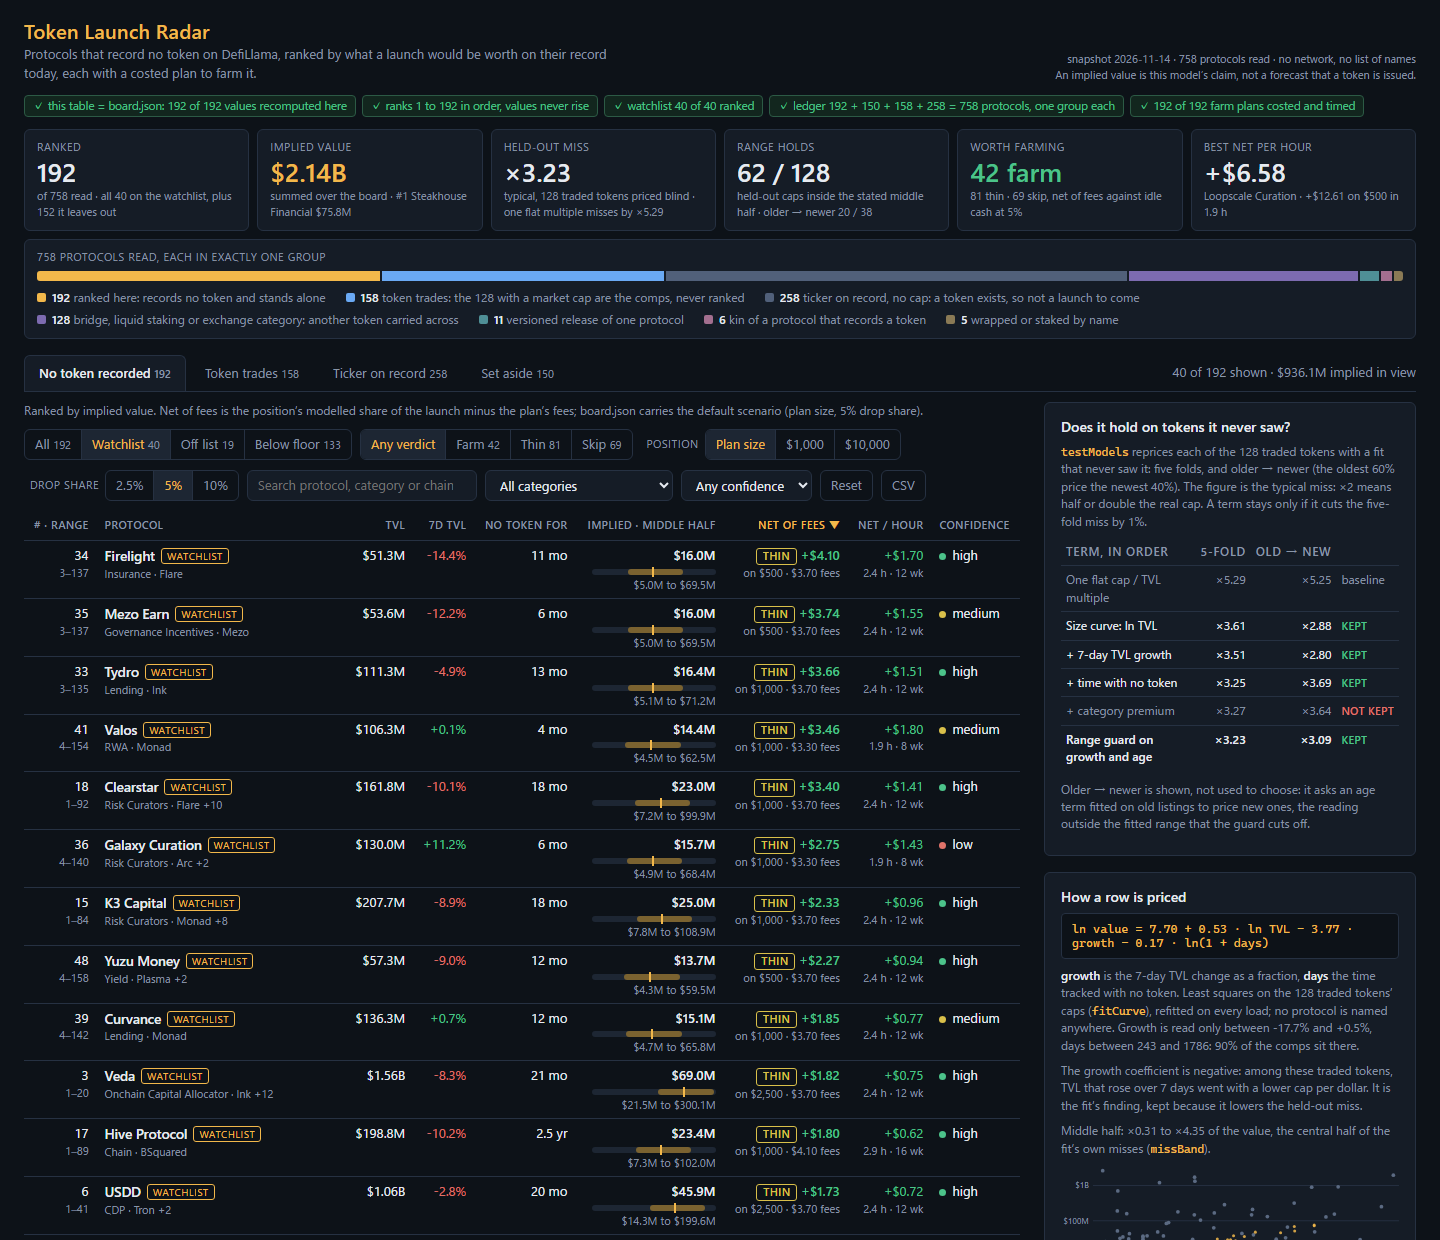 Token Launch Radar
Protocols that record no token on DefiLlama, ranked by what a launch would be worth on their record
today, each with a costed plan to farm it.
snapshot 2026-11-14 · 758 protocols read · no network, no list of names
An implied value is this model's claim, not a forecast that a token is issued.
✓ this table = board.json: 192 of 192 values recomputed here
✓ ranks 1 to 192 in order, values never rise
✓ watchlist 40 of 40 ranked
✓ ledger 192 + 150 + 158 + 258 = 758 protocols, one group each
✓ 192 of 192 farm plans costed and timed
RANKED
192
of 758 read · all 40 on the watchlist, plus
152 it leaves out
IMPLIED VALUE
$2.14B
summed over the board · #1 Steakhouse
Financial $75.8M
HELD-OUT MISS
×3.23
typical, 128 traded tokens priced blind ·
one flat multiple misses by ×5.29
RANGE HOLDS
62 / 128
held-out caps inside the stated middle
half · older → newer 20 / 38
WORTH FARMING
42 farm
81 thin · 69 skip, net of fees against idle
cash at 5%
BEST NET PER HOUR
+$6.58
Loopscale Curation · +$12.61 on $500 in
1.9 h
758 PROTOCOLS READ, EACH IN EXACTLY ONE GROUP
192 ranked here: records no token and stands alone
158 token trades: the 128 with a market cap are the comps, never ranked
258 ticker on record, no cap: a token exists, so not a launch to come
128 bridge, liquid staking or exchange category: another token carried across
11 versioned release of one protocol
6 kin of a protocol that records a token
5 wrapped or staked by name
No token recorded 192
Token trades 158
Ticker on record 258
Set aside 150
40 of 192 shown · $936.1M implied in view
Ranked by implied value. Net of fees is the position's modelled share of the launch minus the plan's fees; board.json carries the default scenario (plan size, 5% drop share).
All 192
Watchlist 40
Off list 19
Below floor 133
Any verdict
Farm 42
Thin 81
Skip 69
POSITION
Plan size
$1,000
$10,000
DROP SHARE
2.5%
5%
10%
Search protocol, category or chain
All categories
Any confidence
Reset
CSV
# · RANGE PROTOCOL TVL 7D TVL NO TOKEN FOR IMPLIED · MIDDLE HALF NET OF FEES ▼ NET / HOUR CONFIDENCE
34 Firelight WATCHLIST $51.3M -14.4% 11 mo $16.0M THIN +$4.10 +$1.70 high
3–137 Insurance · Flare $5.0M to $69.5M on $500 · $3.70 fees 2.4 h · 12 wk
35 Mezo Earn WATCHLIST $53.6M -12.2% 6 mo $16.0M THIN +$3.74 +$1.55 medium
3–137 Governance Incentives · Mezo $5.0M to $69.5M on $500 · $3.70 fees 2.4 h · 12 wk
33 Tydro WATCHLIST $111.3M -4.9% 13 mo $16.4M THIN +$3.66 +$1.51 high
3–135 Lending · Ink $5.1M to $71.2M on $1,000 · $3.70 fees 2.4 h · 12 wk
41 Valos WATCHLIST $106.3M +0.1% 4 mo $14.4M THIN +$3.46 +$1.80 medium
4–154 RWA · Monad $4.5M to $62.5M on $1,000 · $3.30 fees 1.9 h · 8 wk
18 Clearstar WATCHLIST $161.8M -10.1% 18 mo $23.0M THIN +$3.40 +$1.41 high
1–92 Risk Curators · Flare +10 $7.2M to $99.9M on $1,000 · $3.70 fees 2.4 h · 12 wk
36 Galaxy Curation WATCHLIST $130.0M +11.2% 6 mo $15.7M THIN +$2.75 +$1.43 low
4–140 Risk Curators · Arc +2 $4.9M to $68.4M on $1,000 · $3.30 fees 1.9 h · 8 wk
15 K3 Capital WATCHLIST $207.7M -8.9% 18 mo $25.0M THIN +$2.33 +$0.96 high
1–84 Risk Curators · Monad +8 $7.8M to $108.9M on $1,000 · $3.70 fees 2.4 h · 12 wk
48 Yuzu Money WATCHLIST $57.3M -9.0% 12 mo $13.7M THIN +$2.27 +$0.94 high
4–158 Yield · Plasma +2 $4.3M to $59.5M on $500 · $3.70 fees 2.4 h · 12 wk
39 Curvance WATCHLIST $136.3M +0.7% 12 mo $15.1M THIN +$1.85 +$0.77 medium
4–142 Lending · Monad $4.7M to $65.8M on $1,000 · $3.70 fees 2.4 h · 12 wk
3 Veda WATCHLIST $1.56B -8.3% 21 mo $69.0M THIN +$1.82 +$0.75 high
1–20 Onchain Capital Allocator · Ink +12 $21.5M to $300.1M on $2,500 · $3.70 fees 2.4 h · 12 wk
17 Hive Protocol WATCHLIST $198.8M -10.2% 2.5 yr $23.4M THIN +$1.80 +$0.62 high
1–89 Chain · BSquared $7.3M to $102.0M on $1,000 · $4.10 fees 2.9 h · 16 wk
6 USDD WATCHLIST $1.06B -2.8% 20 mo $45.9M THIN +$1.73 +$0.72 high
1–41 CDP · Tron +2 $14.3M to $199.6M on $2,500 · $3.70 fees 2.4 h · 12 wk
Does it hold on tokens it never saw?
testModels reprices each of the 128 traded tokens with a fit
that never saw it: five folds, and older → newer (the oldest 60%
price the newest 40%). The figure is the typical miss: ×2 means
half or double the real cap. A term stays only if it cuts the five-
fold miss by 1%.
TERM, IN ORDER 5-FOLD OLD → NEW
One flat cap / TVL ×5.29 ×5.25 baseline
multiple
Size curve: ln TVL ×3.61 ×2.88 KEPT
+ 7-day TVL growth ×3.51 ×2.80 KEPT
+ time with no token ×3.25 ×3.69 KEPT
+ category premium ×3.27 ×3.64 NOT KEPT
Range guard on ×3.23 ×3.09 KEPT
growth and age
Older → newer is shown, not used to choose: it asks an age
term fitted on old listings to price new ones, the reading
outside the fitted range that the guard cuts off.
How a row is priced
ln value = 7.70 + 0.53 · ln TVL − 3.77 ·
growth − 0.17 · ln(1 + days)
growth is the 7-day TVL change as a fraction, days the time
tracked with no token. Least squares on the 128 traded tokens'
caps (fitCurve), refitted on every load; no protocol is named
anywhere. Growth is read only between -17.7% and +0.5%,
days between 243 and 1786: 90% of the comps sit there.
The growth coefficient is negative: among these traded tokens,
TVL that rose over 7 days went with a lower cap per dollar. It is
the fit's finding, kept because it lowers the held-out miss.
Middle half: ×0.31 to ×4.35 of the value, the central half of the
fit's own misses (missBand).
$1B
$100M